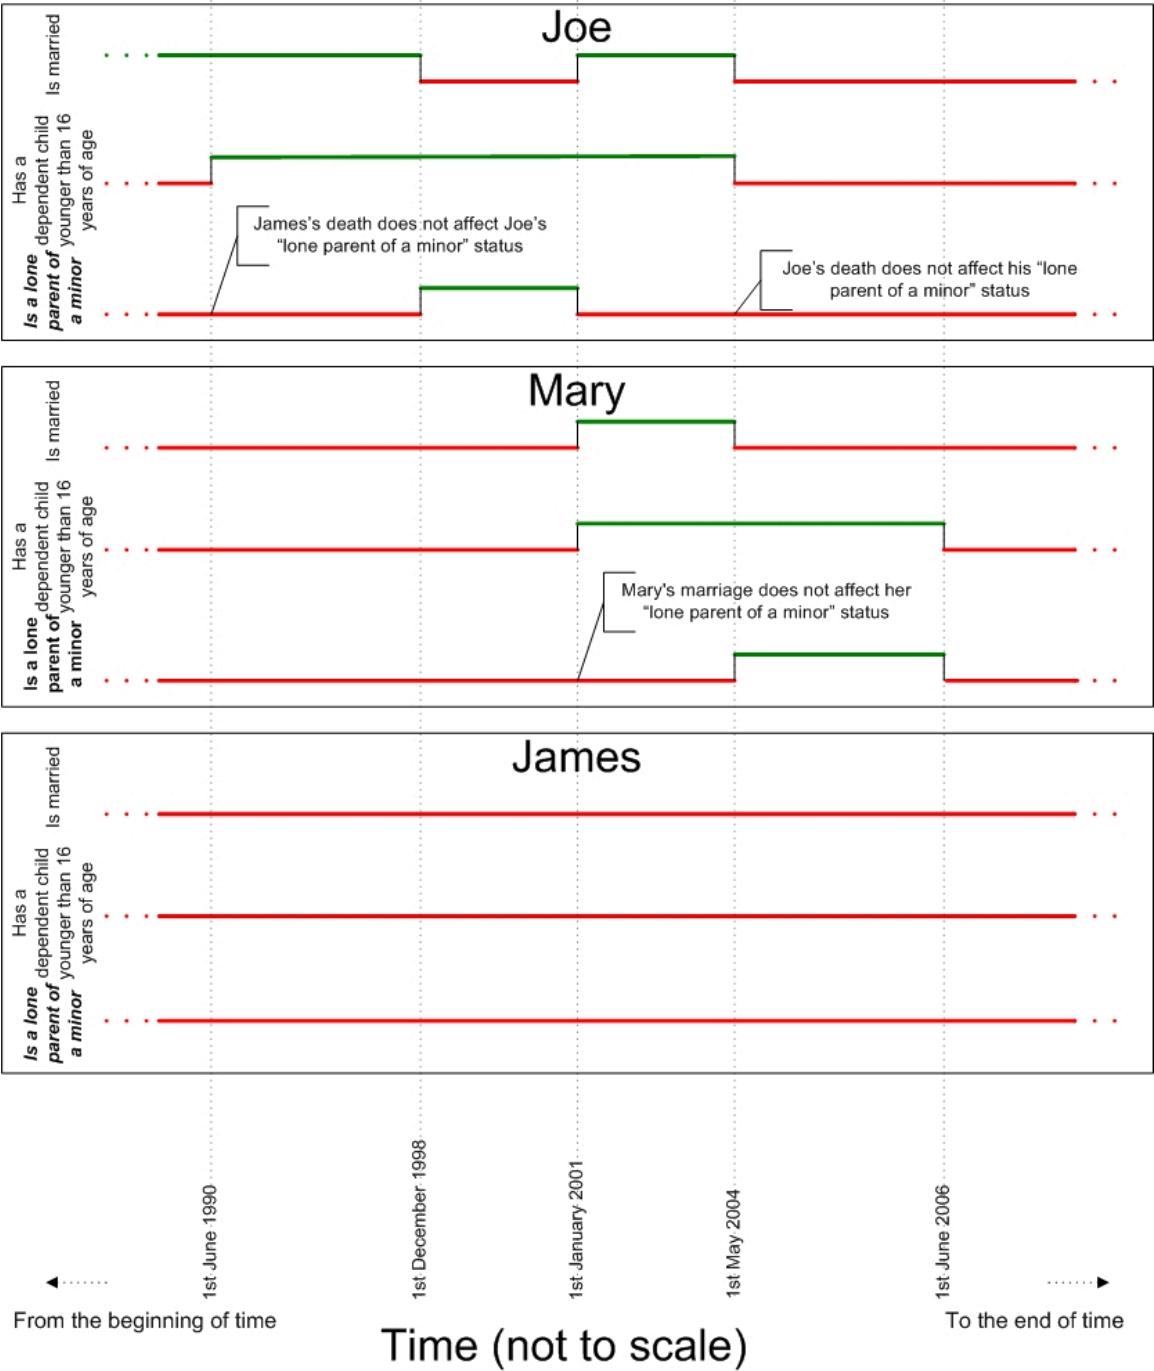 Joe
Is married
Has a
dependent child
younger than 16
years of age
Is a lone
parent of
a minor
James's death does not affect Joe's
“lone parent of a minor” status
Joe's death does not affect his “lone
parent of a minor” status
Mary
Is married
Has a
dependent child
younger than 16
years of age
Is a lone
parent of
a minor
Mary's marriage does not affect her
“lone parent of a minor” status
James
Is married
Has a
dependent child
younger than 16
years of age
Is a lone
parent of
a minor
1st June 1990
1st December 1998
1st January 2001
1st May 2004
1st June 2006
From the beginning of time
To the end of time
Time (not to scale)